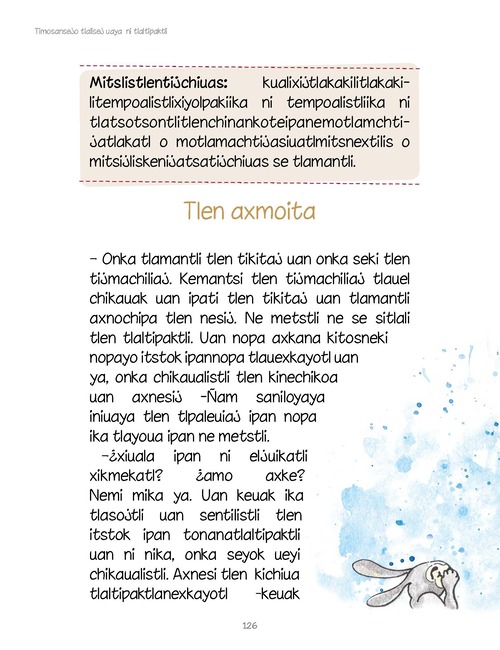 Timosansejo tlalisej uaya ni tlaltipaktli
Mitslistlentijchiuas: kualixijtlakakilitlakaki-
litempoalistlixiyolpakiika ni tempoalistliika ni
tlatsotsontlitlenchinankoteipanemotlamchti-
jatlakatl o motlamachtijasiuatlmitsnextilis o
mitsijliskenijatsatijchiuas se tlamantli.
Tlen axmoita
– Onka tlamantli tlen tikitaj uan onka seki tlen
tijmachiliaj. Kemantsi tlen tijmachiliaj tlauel
chikauak uan ipati tlen tikitaj uan tlamantli
axnochipa tlen nesij. Ne metstli ne se sitlali
tlen tlaltipaktli. Uan nopa axkana kitosneki
nopayo itstok ipannopa tlauexkayotl uan
ya, onka chikaualistli tlen kinechikoa
uan axnesij -Ñam saniloyaya
iniuaya tlen tlpaleuiaj ipan nopa
ika tlayoua ipan ne metstli.
–¿xiuala ipan ni eljuikatli
xikmekatl? ¿amo axke?
Nemi mika ya. Uan keuak ika
tlasojtli uan sentilistli tlen
itstok ipan tonanatlaltipaktli
uan ni nika, onka seyok ueyi
chikaualistli. Axnesi tlen kichiua
tlaltipaktlanexkayotl -keuak
126